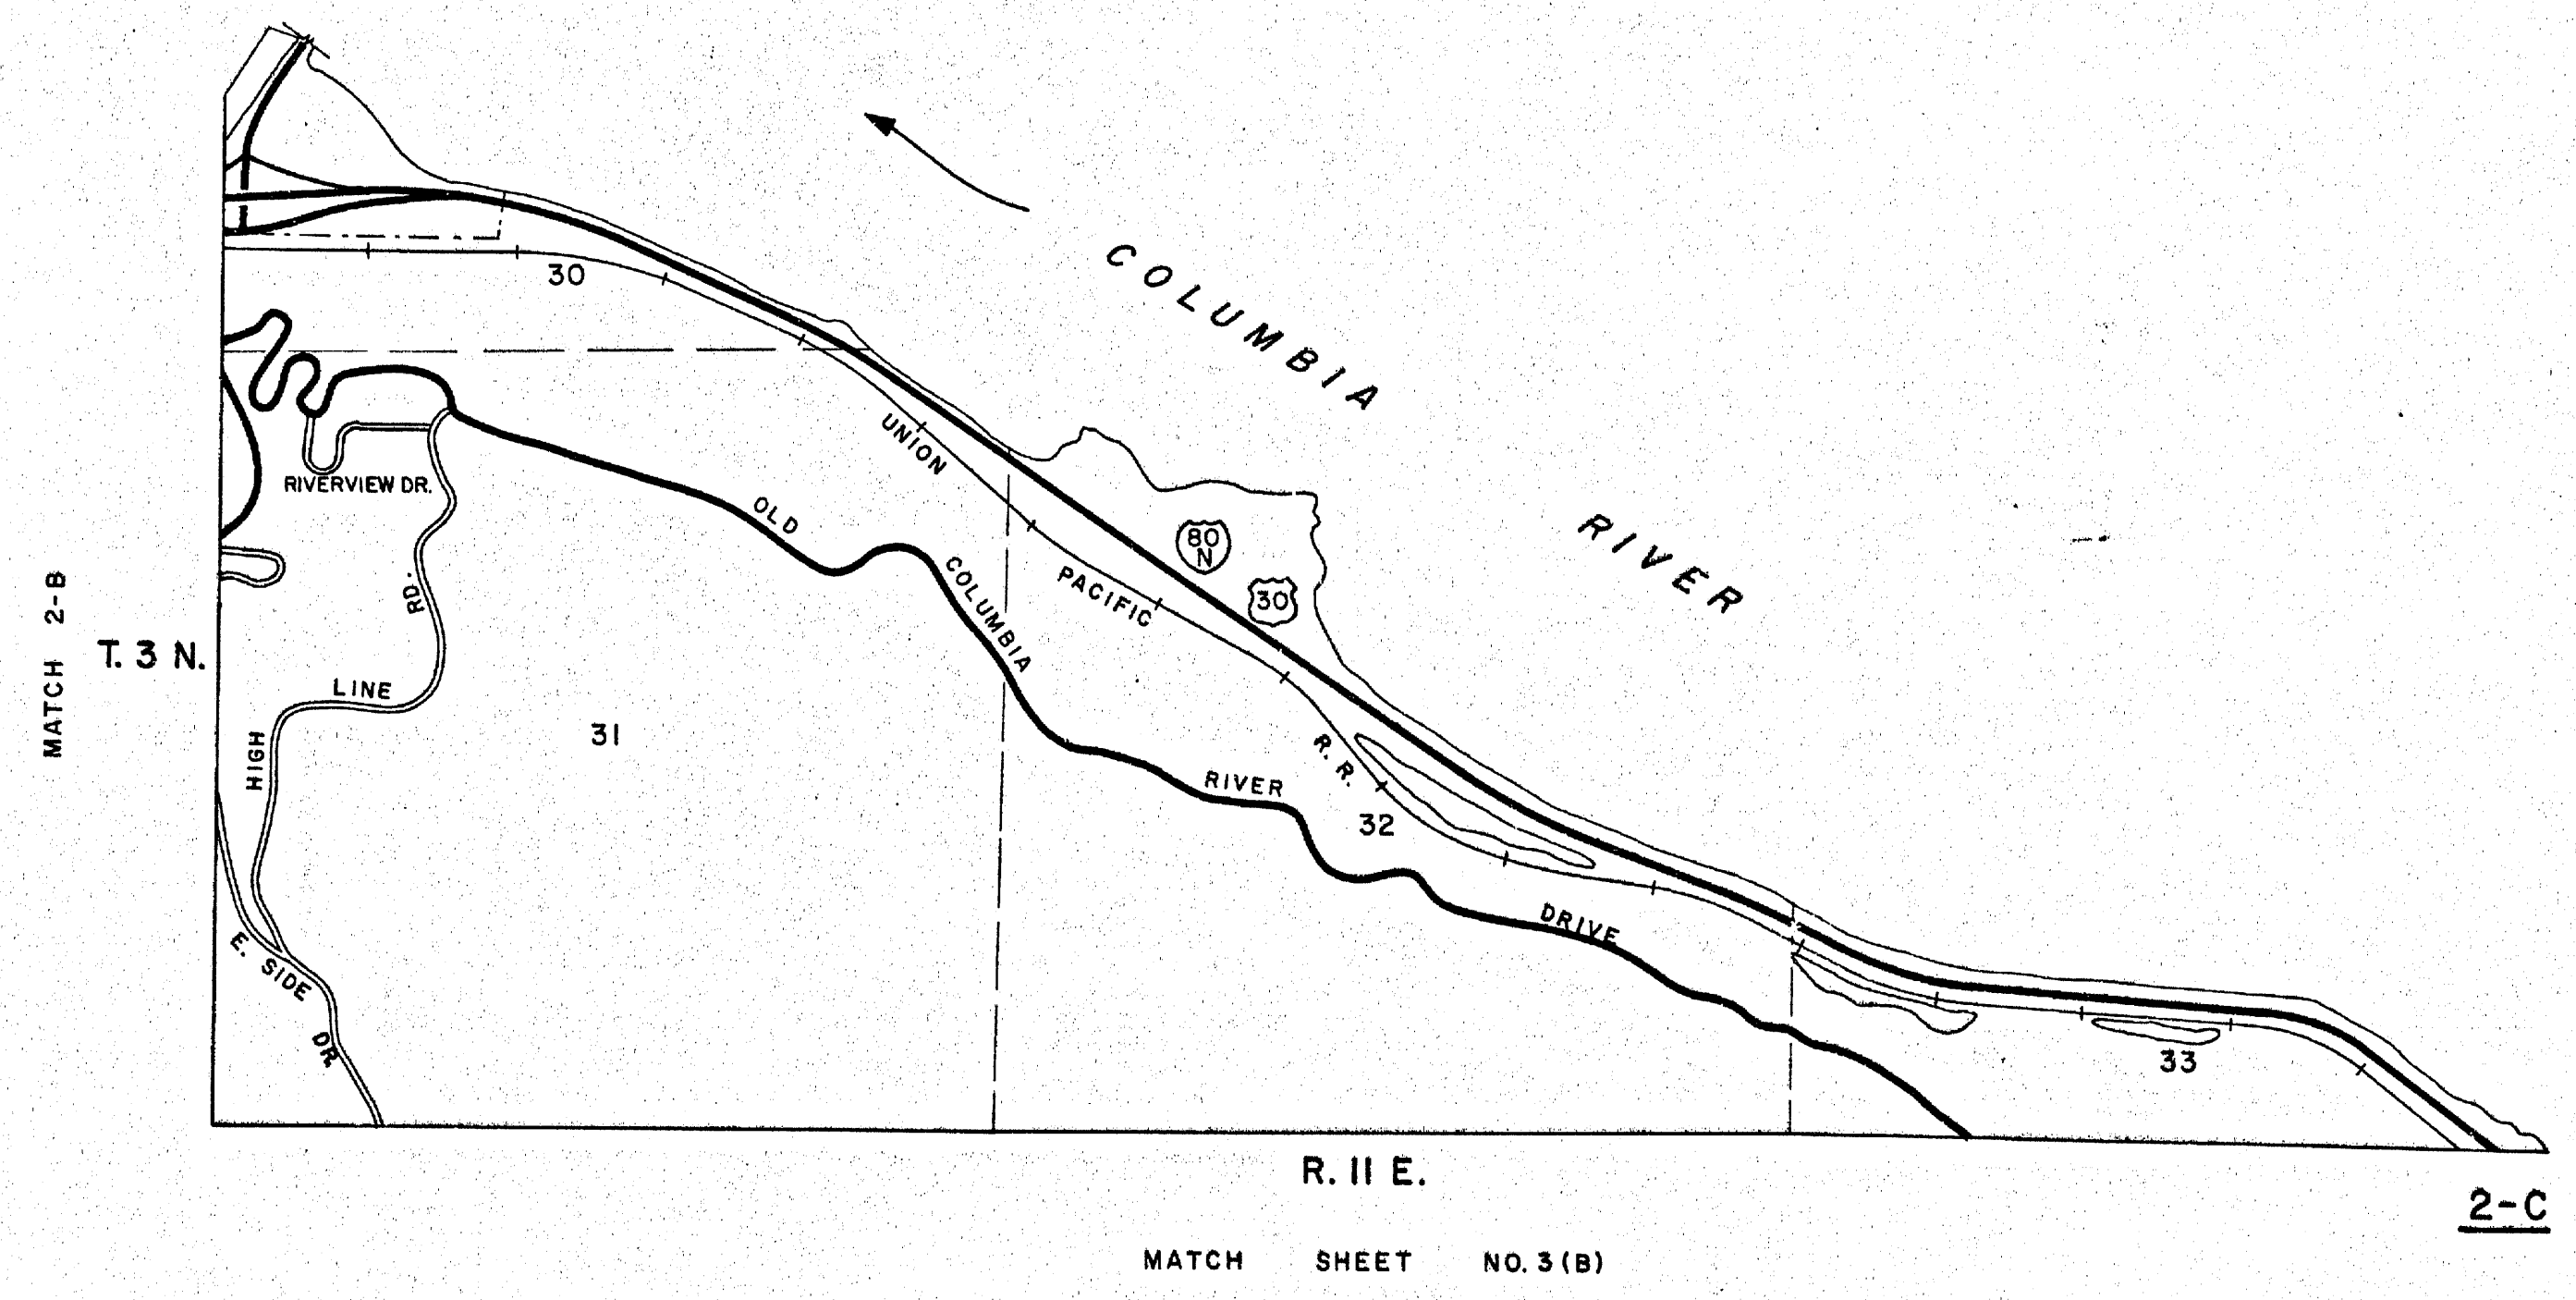 COLUMBIA RIVER
30
UNION PACIFIC R. R.
RIVERVIEW DR.
OLD COLUMBIA RIVER DRIVE
80 N
30
MATCH 2-B
T. 3 N.
HIGH LINE RD.
31
32
E. SIDE DR.
33
R. 11 E.
2-C
MATCH SHEET NO. 3 (B)